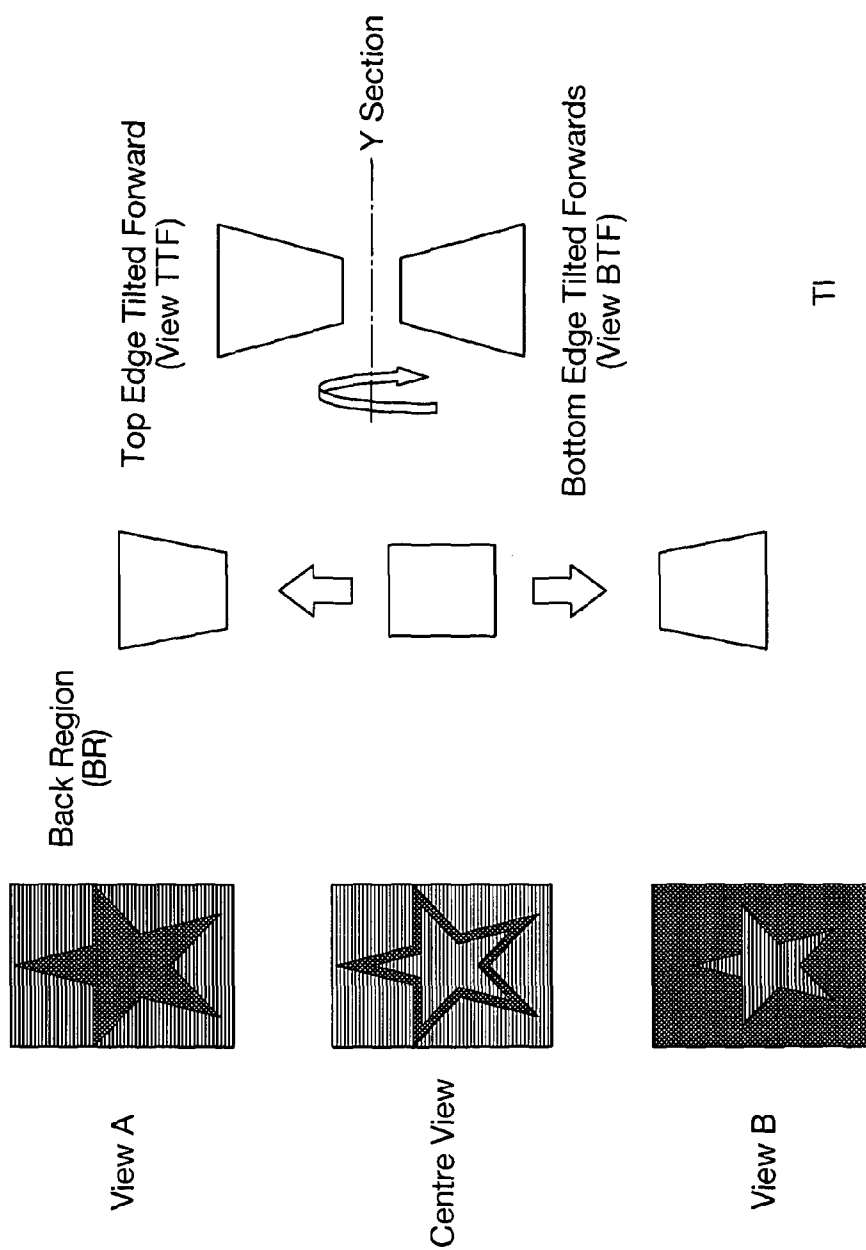 Top Edge Tilted Forward
(View TTF)
Y Section
Bottom Edge Tilted Forwards
(View BTF)
Back Region
(BR)
View A
Centre View
View B
TI